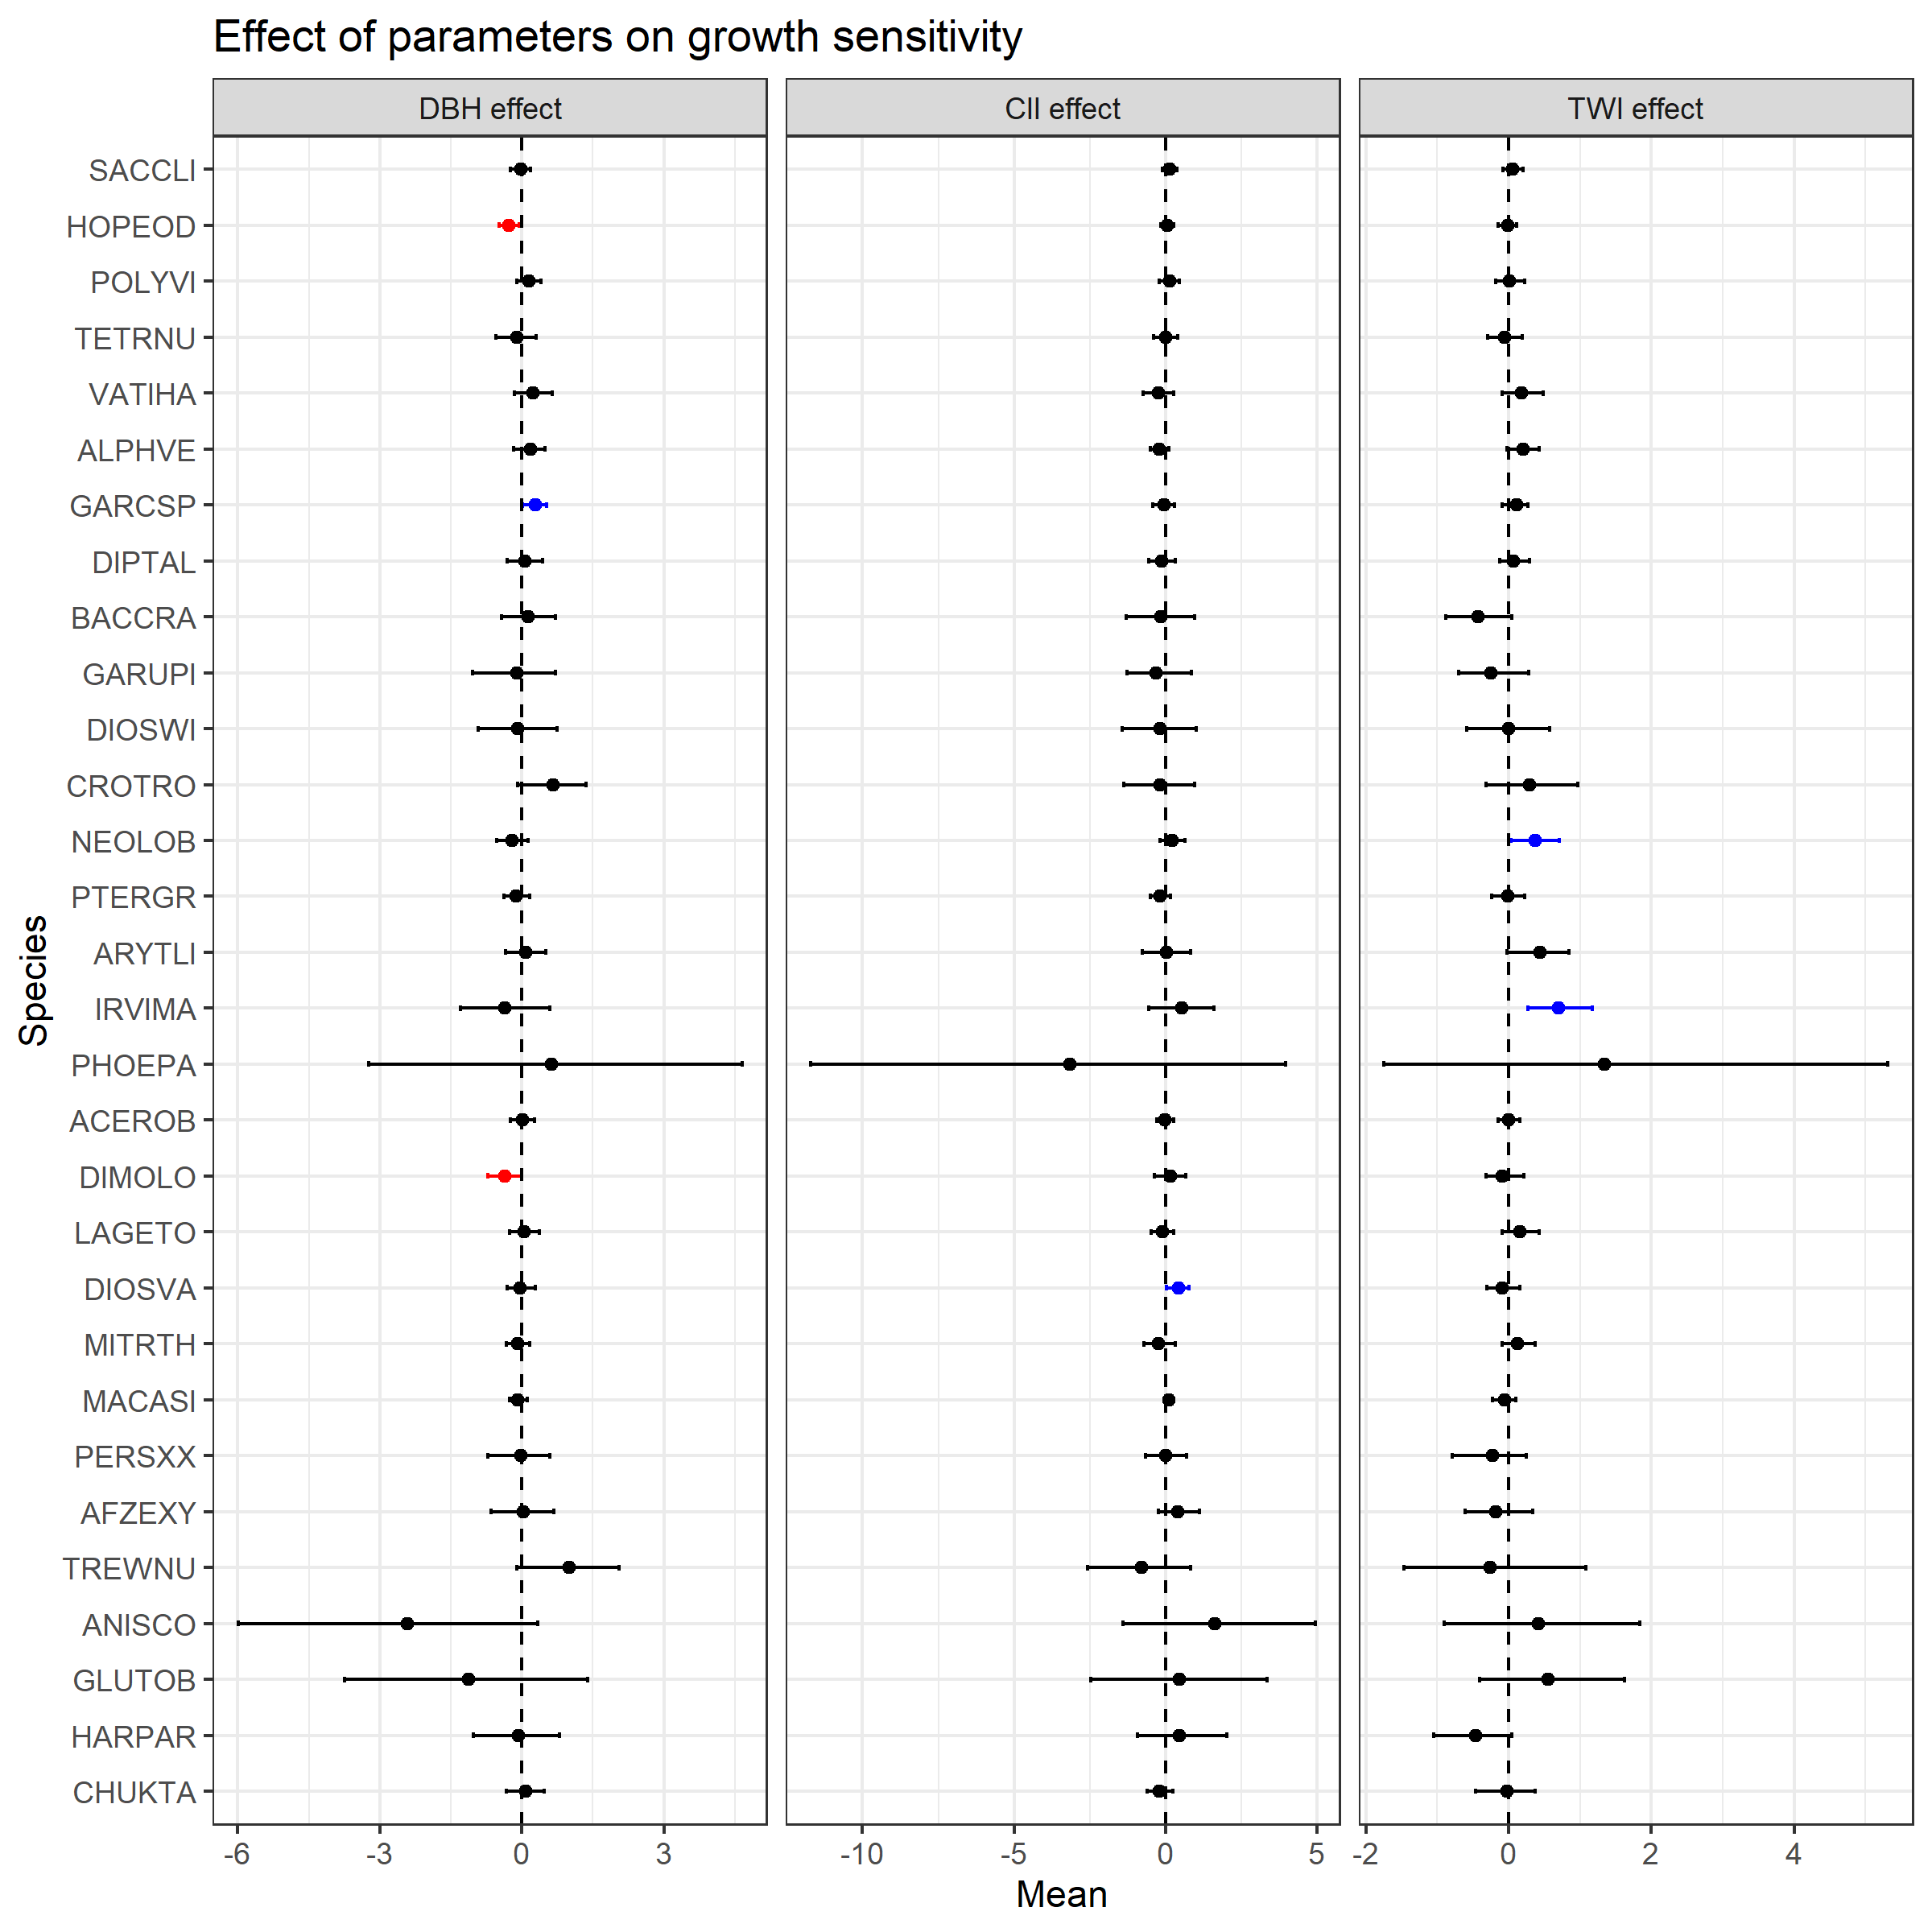 Effect of parameters on growth sensitivity
DBH effect
CII effect
TWI effect
Species
SACCLI
HOPEOD
POLYVI
TETRNU
VATIHA
ALPHVE
GARCSP
DIPTAL
BACCRA
GARUPI
DIOSWI
CROTRO
NEOLOB
PTERGR
ARYTLI
IRVIMA
PHOEPA
ACEROB
DIMOLO
LAGETO
DIOSVA
MITRTH
MACASI
PERSXX
AFZEXY
TREWNU
ANISCO
GLUTOB
HARPAR
CHUKTA
-6 -3 0 3
-10 -5 0 5
-2 0 2 4
Mean